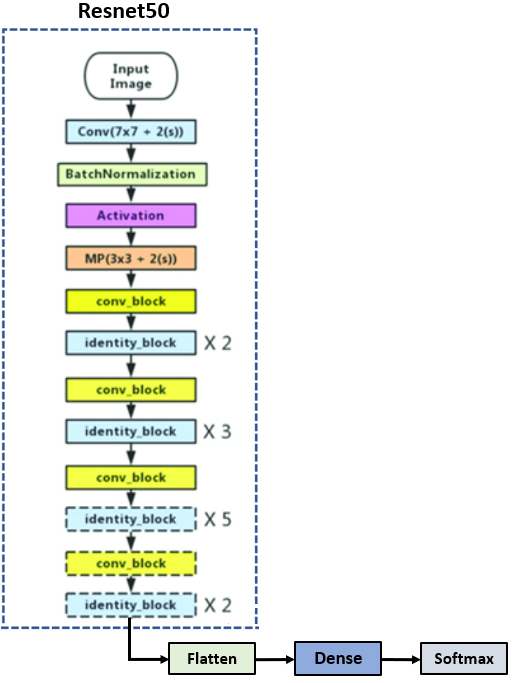 Resnet50
Input
Image
Conv(7x7 + 2(s))
BatchNormalization
Activation
MP(3x3 + 2(s))
conv_block
identity_block X 2
conv_block
identity_block X 3
conv_block
identity_block X 5
conv_block
identity_block X 2
Flatten Dense Softmax